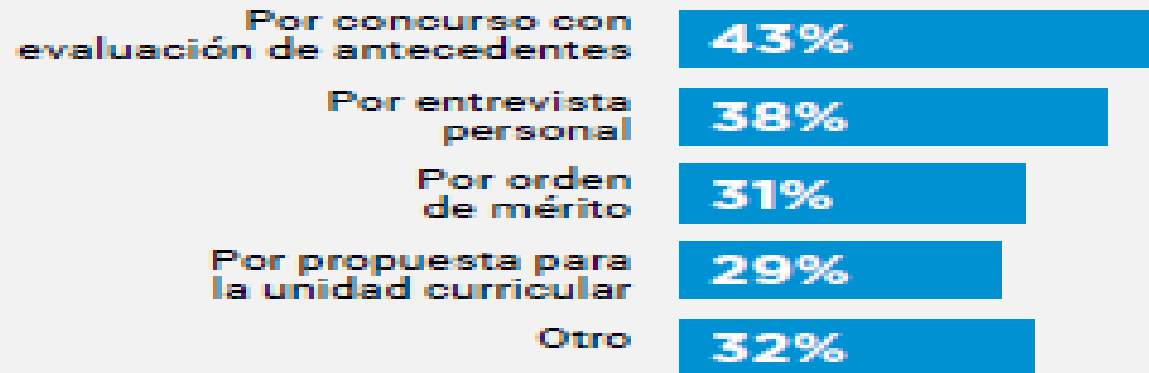 Por concurso con
evaluación de antecedentes
43%
Por entrevista
personal
38%
Por orden
de mérito
31%
Por propuesta para
la unidad curricular
29%
Otro
32%